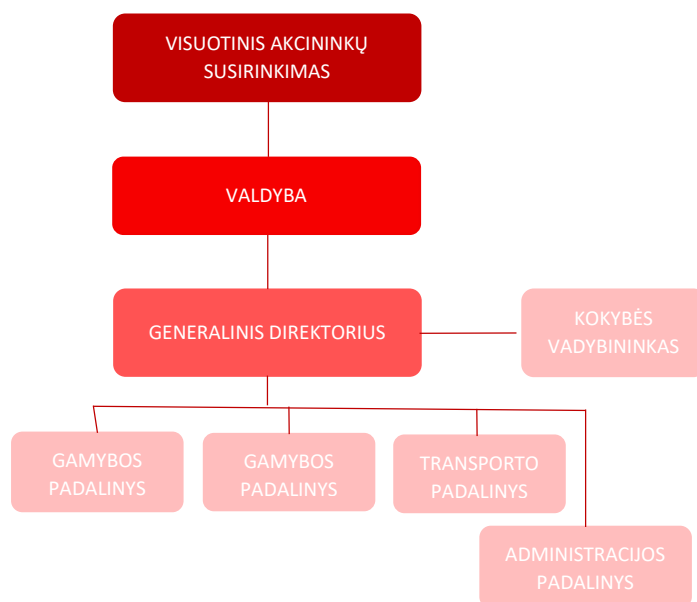 VISUOTINIS AKCININKŲ
SUSIRINKIMAS
VALDYBA
GENERALINIS DIREKTORIUS
KOKYBĖS
VADYBININKAS
GAMYBOS
PADALINYS
GAMYBOS
PADALINYS
TRANSPORTO
PADALINYS
ADMINISTRACIJOS
PADALINYS